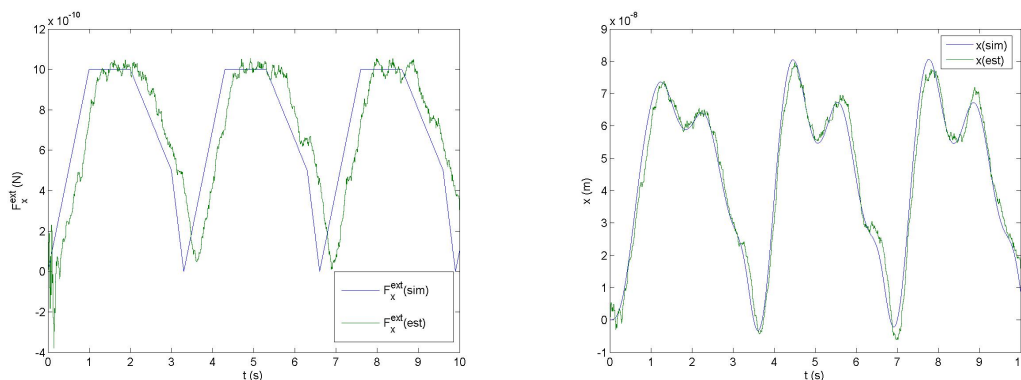 x 10⁻¹⁰
12
10
8
6
4
2
0
-2
-4
F_x^ext (N)
0 1 2 3 4 5 6 7 8 9 10
t (s)
F_x^ext(sim)
F_x^ext(est)
x 10⁻⁸
9
8
7
6
5
4
3
2
1
0
-1
x (m)
0 1 2 3 4 5 6 7 8 9 10
t (s)
x(sim)
x(est)